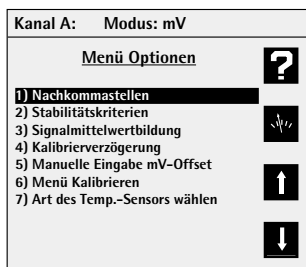 Kanal A: Modus: mV
Menü Optionen
?
1) Nachkommastellen
2) Stabilitätskriterien
3) Signalmittelwertbildung
4) Kalibrierverzögerung
5) Manuelle Eingabe mV-Offset
6) Menü Kalibrieren
7) Art des Temp.-Sensors wählen